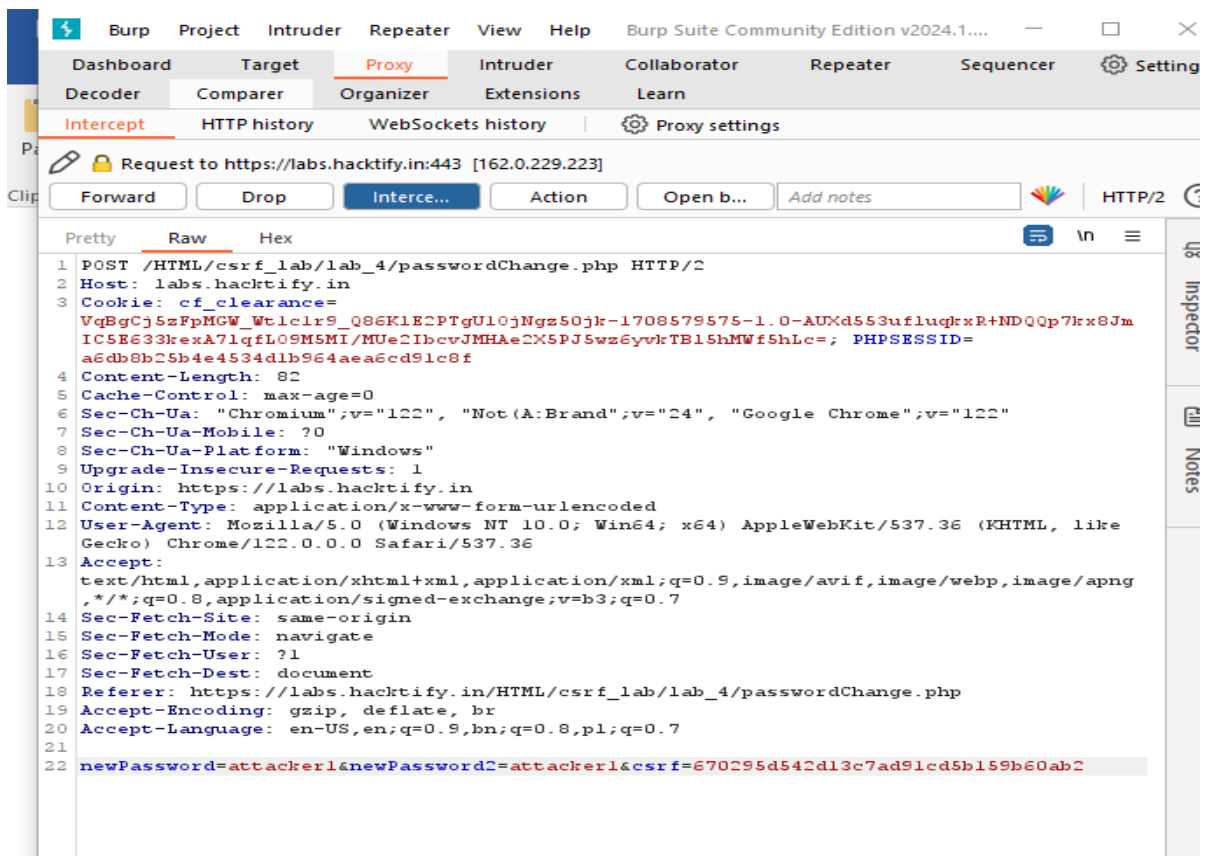 Burp Project Intruder Repeater View Help Burp Suite Community Edition v2024.1....
Dashboard Target Proxy Intruder Collaborator Repeater Sequencer Setting
Decoder Comparer Organizer Extensions Learn
Intercept HTTP history WebSockets history Proxy settings
Pa
Request to https://labs.hacktify.in:443 [162.0.229.223]
Clip
Forward Drop Interce... Action Open b... Add notes HTTP/2
Pretty Raw Hex \n
1 POST /HTML/csrf_lab/lab_4/passwordChange.php HTTP/2
2 Host: labs.hacktify.in
3 Cookie: cf_clearance=
VqBgCj5zFpMGW_Wt1c1r9_Q86K1E2PTgU10jNgz50jk-1708579575-1.0-AUXd553ufluqkxR+NDQQp7kx8Jm
IC5E633kexA71qfL09M5MI/MUe2IbcvJMHAe2X5PJ5wz6yvkTB15hMWf5hLc=; PHPSESSID=
a6db8b25b4e4534d1b964aea6cd91c8f
4 Content-Length: 82
5 Cache-Control: max-age=0
6 Sec-Ch-Ua: "Chromium";v="122", "Not(A:Brand";v="24", "Google Chrome";v="122"
7 Sec-Ch-Ua-Mobile: ?0
8 Sec-Ch-Ua-Platform: "Windows"
9 Upgrade-Insecure-Requests: 1
10 Origin: https://labs.hacktify.in
11 Content-Type: application/x-www-form-urlencoded
12 User-Agent: Mozilla/5.0 (Windows NT 10.0; Win64; x64) AppleWebKit/537.36 (KHTML, like
Gecko) Chrome/122.0.0.0 Safari/537.36
13 Accept:
text/html,application/xhtml+xml,application/xml;q=0.9,image/avif,image/webp,image/apng
,*/*;q=0.8,application/signed-exchange;v=b3;q=0.7
14 Sec-Fetch-Site: same-origin
15 Sec-Fetch-Mode: navigate
16 Sec-Fetch-User: ?1
17 Sec-Fetch-Dest: document
18 Referer: https://labs.hacktify.in/HTML/csrf_lab/lab_4/passwordChange.php
19 Accept-Encoding: gzip, deflate, br
20 Accept-Language: en-US,en;q=0.9,bn;q=0.8,pl;q=0.7
21
22 newPassword=attacker1&newPassword2=attacker1&csrf=670295d542d13c7ad91cd5b159b60ab2
Inspector
Notes